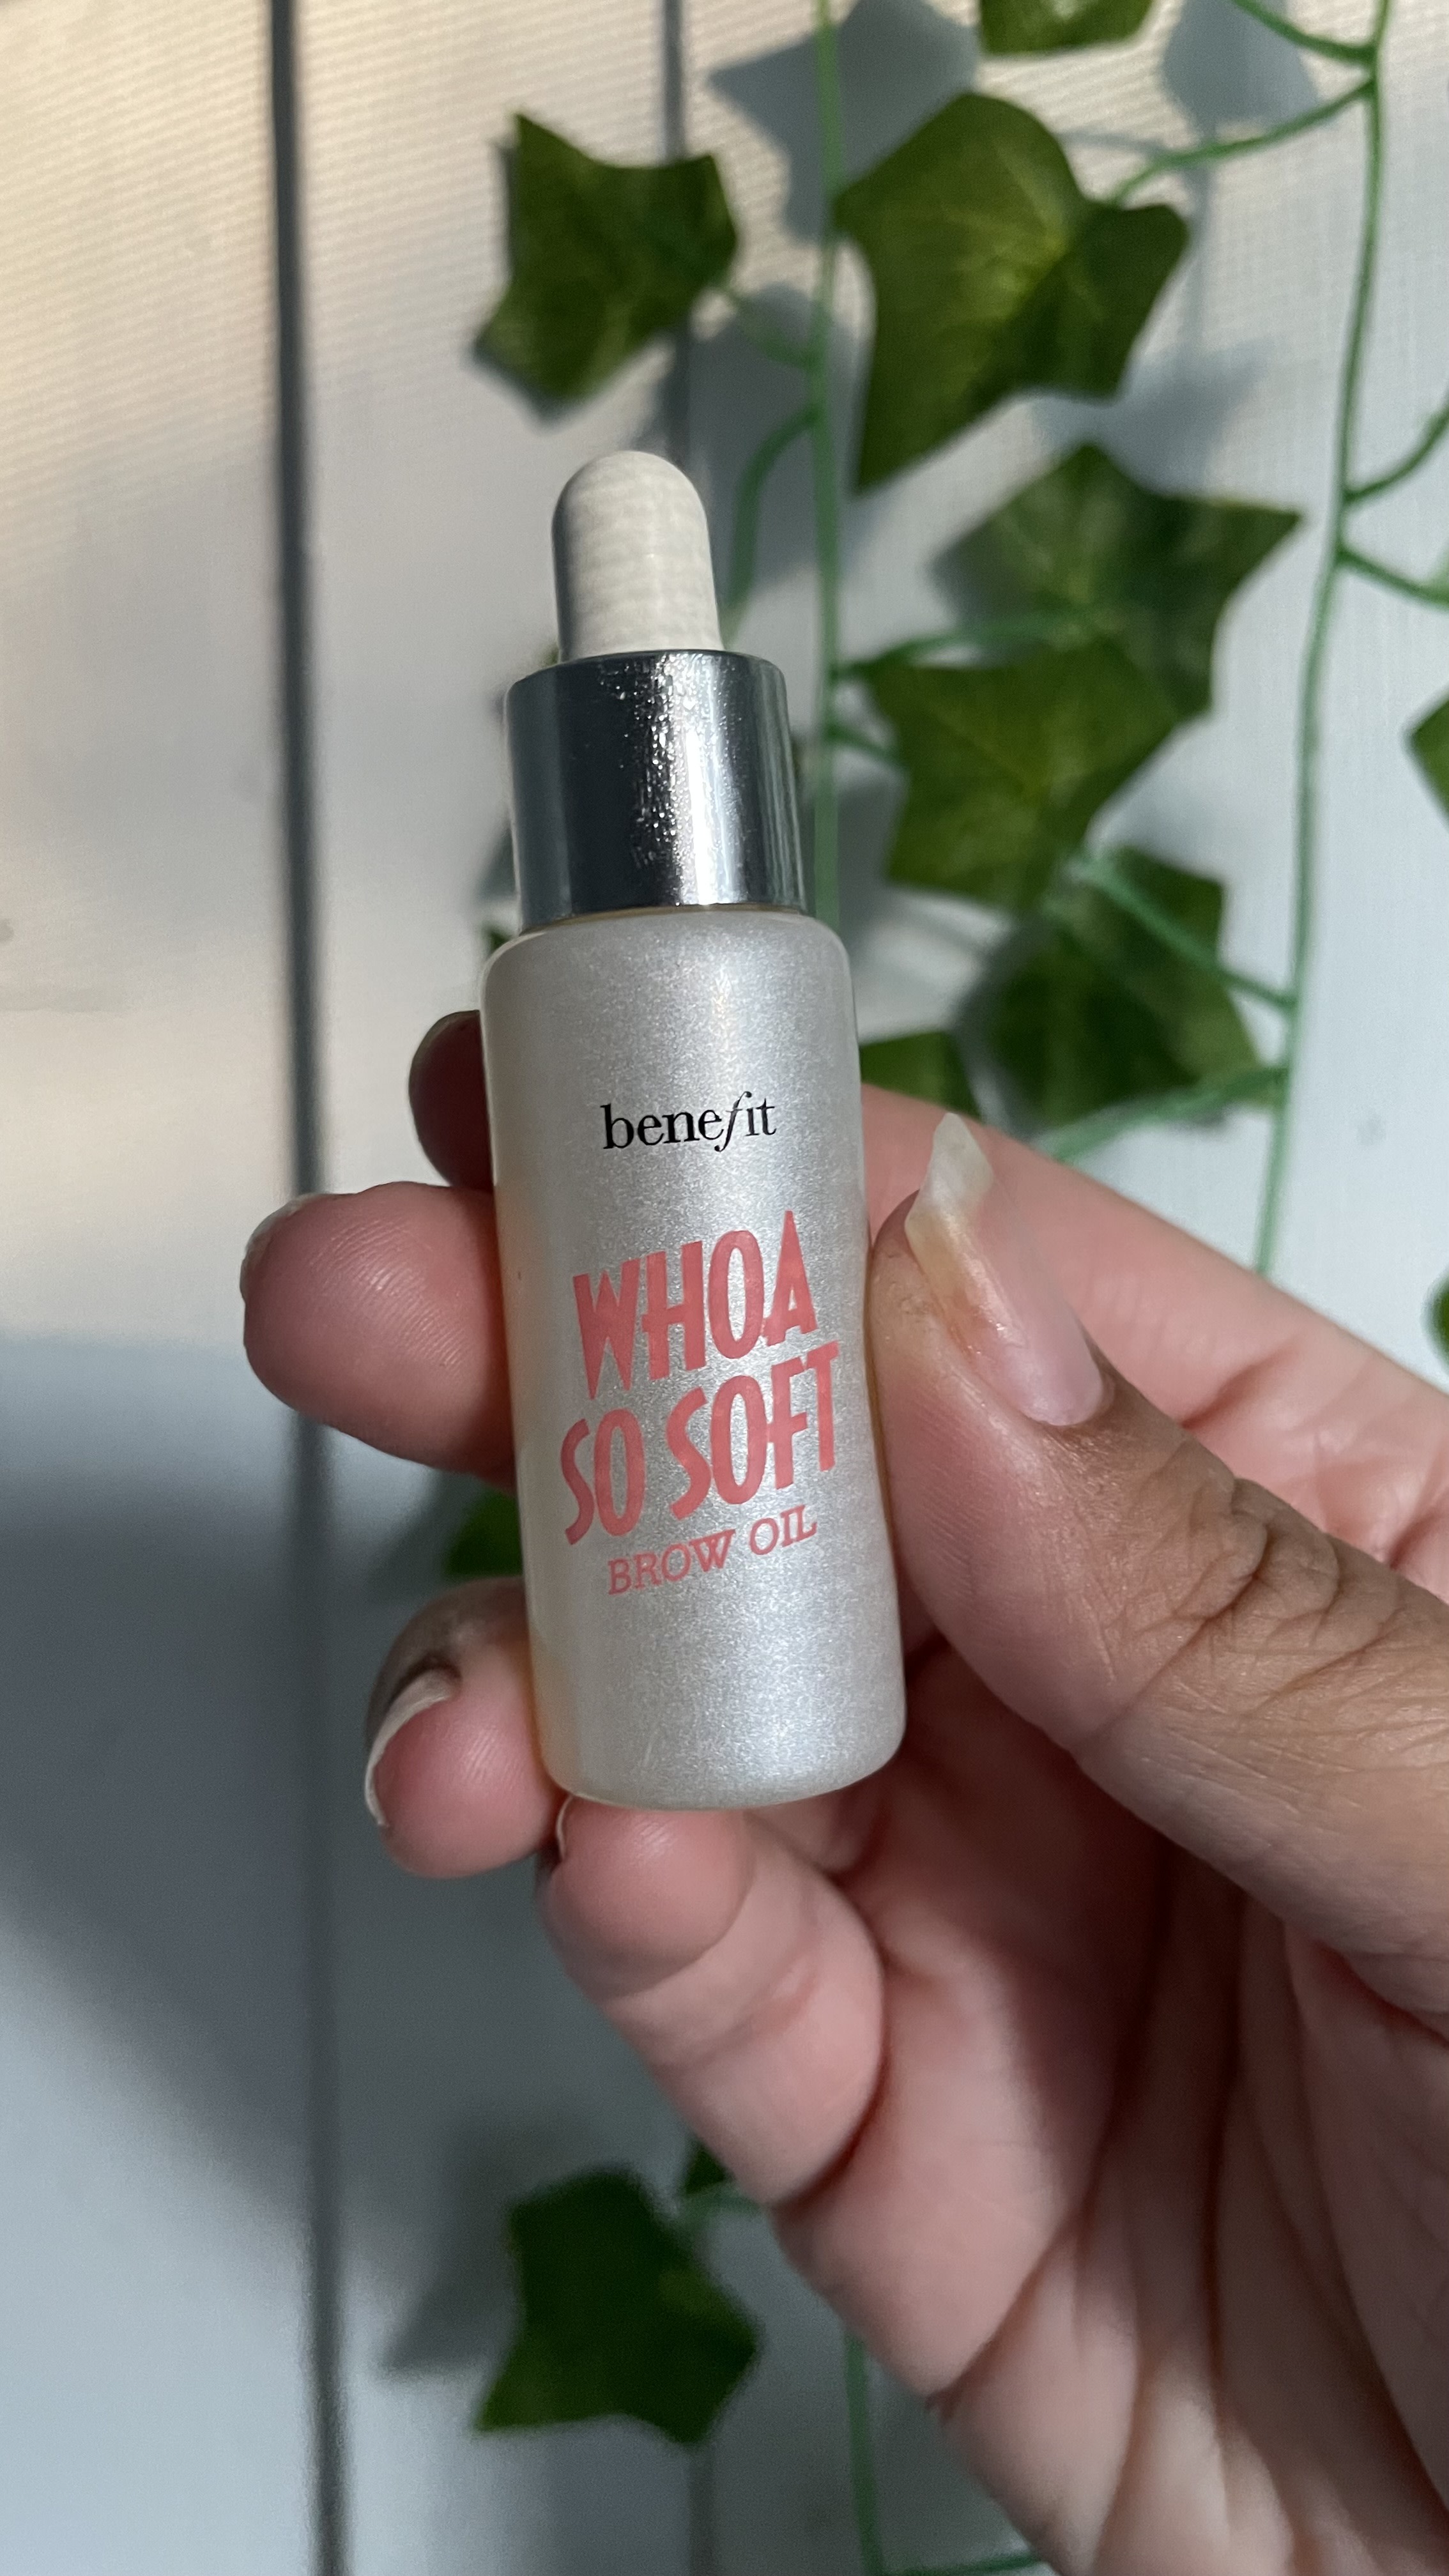 benefit
WHOA
SO SOFT
BROW OIL